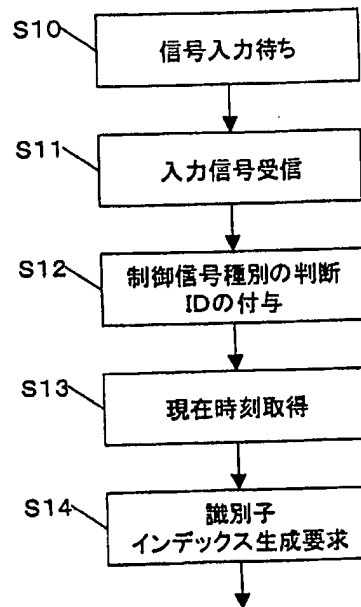 S10
信号入力待ち
S11
入力信号受信
S12
制御信号種別の判断
IDの付与
S13
現在時刻取得
S14
識別子
インデックス生成要求